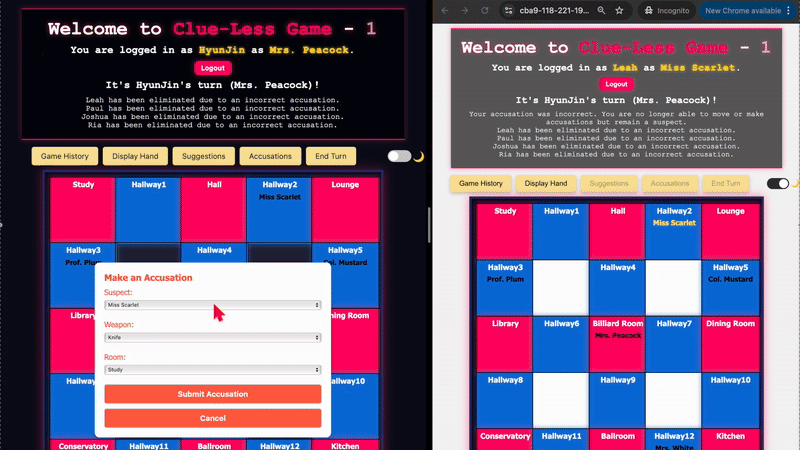 Welcome to Clue-Less Game - 1
You are logged in as HyunJin as Mrs. Peacock.
Logout
It's HyunJin's turn (Mrs. Peacock)!
Leah has been eliminated due to an incorrect accusation.
Paul has been eliminated due to an incorrect accusation.
Joshua has been eliminated due to an incorrect accusation.
Ria has been eliminated due to an incorrect accusation.
Game History Display Hand Suggestions Accusations End Turn
Study Hallway1 Hall Hallway2 Lounge
Miss Scarlet
Hallway3 Hallway4 Hallway5
Prof. Plum Col. Mustard
Make an Accusation
Suspect:
Miss Scarlet
Weapon:
Knife
Room:
Study
Submit Accusation
Cancel
Hallway10
Conservatory Hallway11 Ballroom Hallway12 Kitchen
cba9-118-221-19... Incognito New Chrome available
Welcome to Clue-Less Game - 1
You are logged in as Leah as Miss Scarlet.
Logout
It's HyunJin's turn (Mrs. Peacock)!
Your accusation was incorrect. You are no longer able to move or make
accusations but remain a suspect.
Leah has been eliminated due to an incorrect accusation.
Paul has been eliminated due to an incorrect accusation.
Joshua has been eliminated due to an incorrect accusation.
Ria has been eliminated due to an incorrect accusation.
Game History Display Hand Suggestions Accusations End Turn
Study Hallway1 Hall Hallway2 Lounge
Miss Scarlet
Hallway3 Hallway4 Hallway5
Prof. Plum Col. Mustard
Library Hallway6 Billiard Room Hallway7 Dining Room
Mrs. Peacock
Hallway8 Hallway9 Hallway10
Conservatory Hallway11 Ballroom Hallway12 Kitchen
Mrs. White